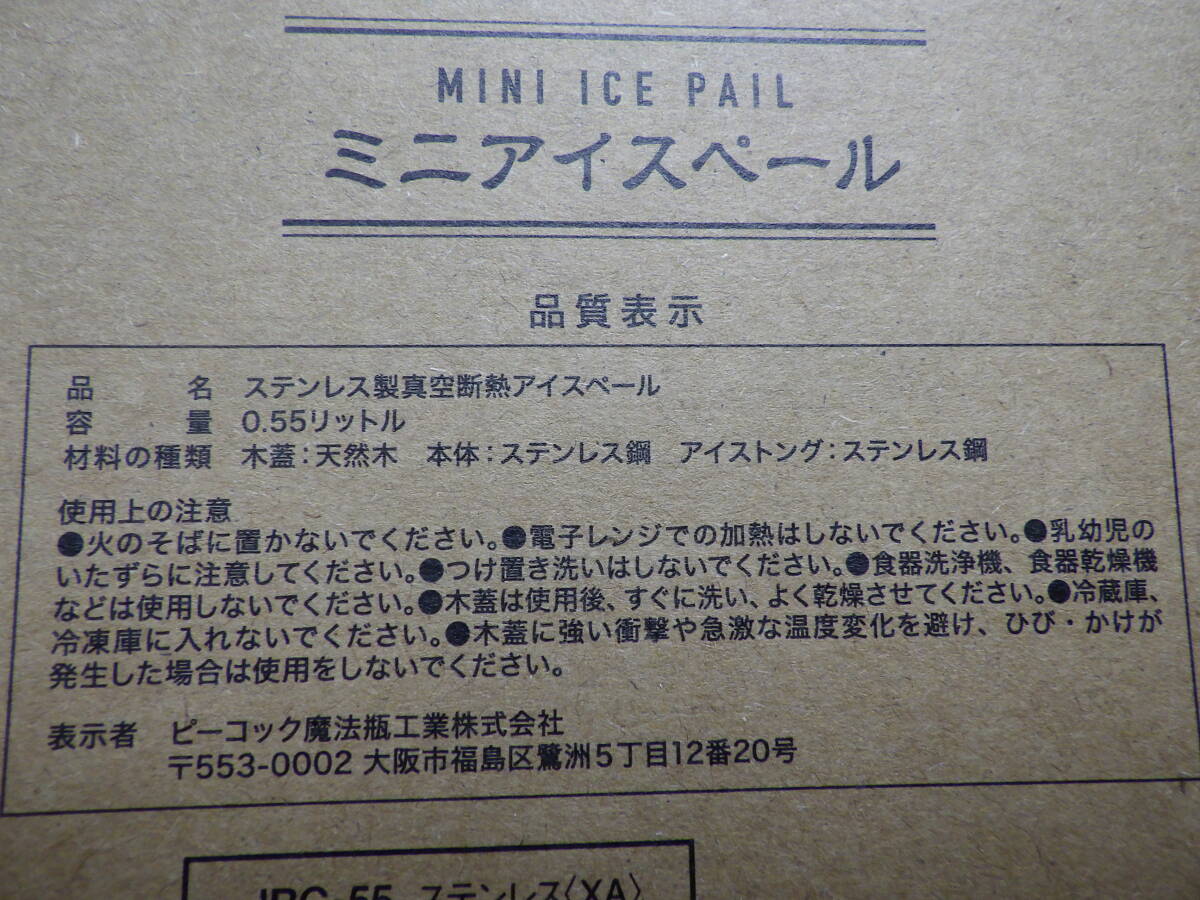 MINI ICE PAIL
ミニアイスペール
品質表示
品名 ステンレス製真空断熱アイスペール
容量 0.55リットル
材料の種類 木蓋：天然木 本体：ステンレス鋼 アイストング：ステンレス鋼
使用上の注意
●火のそばに置かないでください。●電子レンジでの加熱はしないでください。●乳幼児の
いたずらに注意してください。●つけ置き洗いはしないでください。●食器洗浄機、食器乾燥機
などは使用しないでください。●木蓋は使用後、すぐに洗い、よく乾燥させてください。●冷蔵庫、
冷凍庫に入れないでください。●木蓋に強い衝撃や急激な温度変化を避け、ひび・かけが
発生した場合は使用をしないでください。
表示者 ピーコック魔法瓶工業株式会社
〒553-0002 大阪市福島区鷺洲5丁目12番20号
55 ステンレス〈XA〉